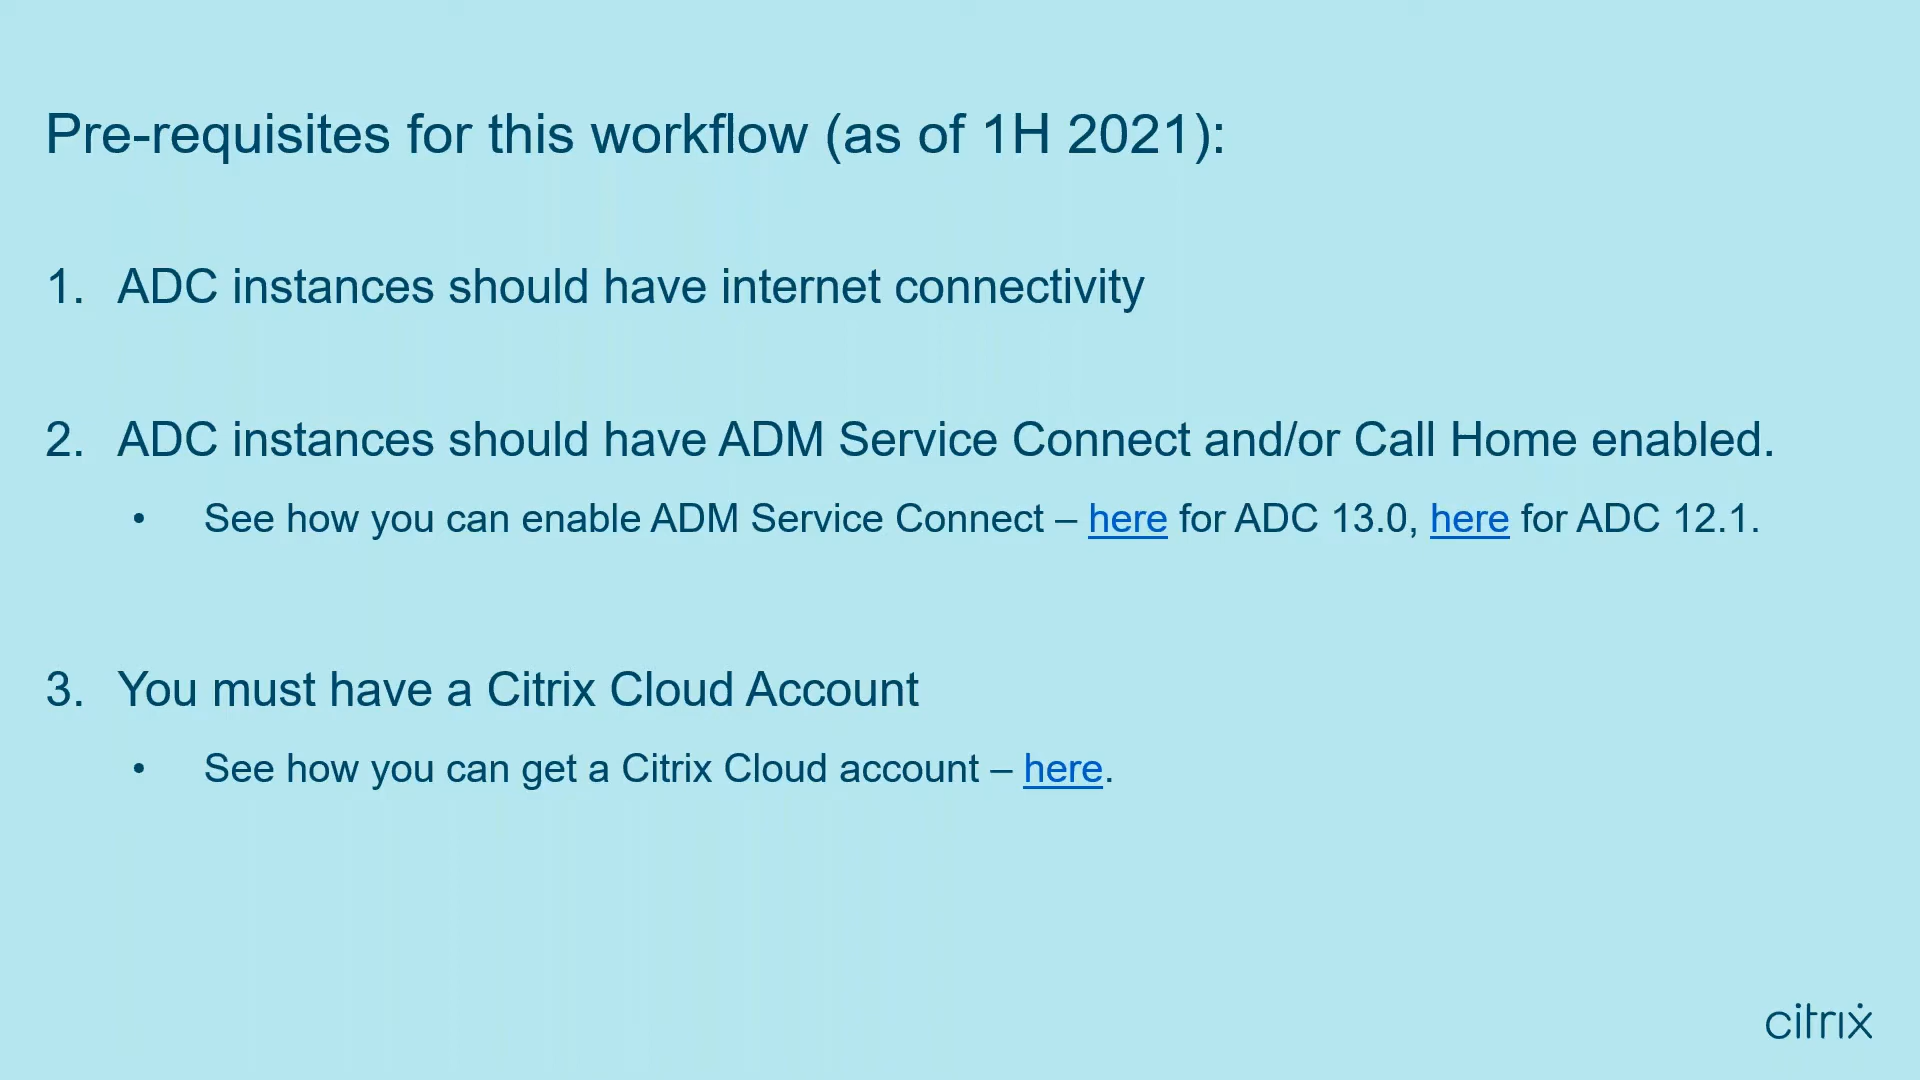 Pre-requisites for this workflow (as of 1H 2021):
1. ADC instances should have internet connectivity
2. ADC instances should have ADM Service Connect and/or Call Home enabled.
• See how you can enable ADM Service Connect – here for ADC 13.0, here for ADC 12.1.
3. You must have a Citrix Cloud Account
• See how you can get a Citrix Cloud account – here.
citrix